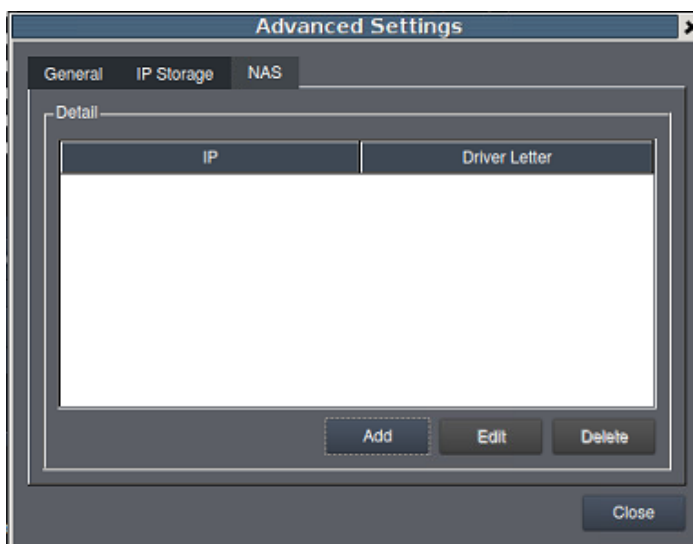 Advanced Settings
General IP Storage NAS
Detail
IP Driver Letter
Add Edit Delete
Close